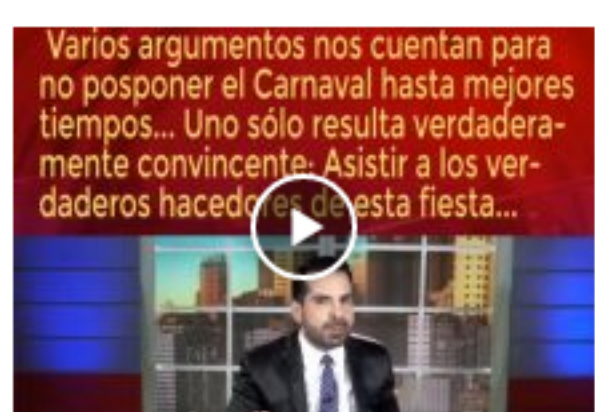 Varios argumentos nos cuentan para
no posponer el Carnaval hasta mejores
tiempos... Uno sólo resulta verdadera-
mente convincente: Asistir a los ver-
daderos hacedores de esta fiesta...